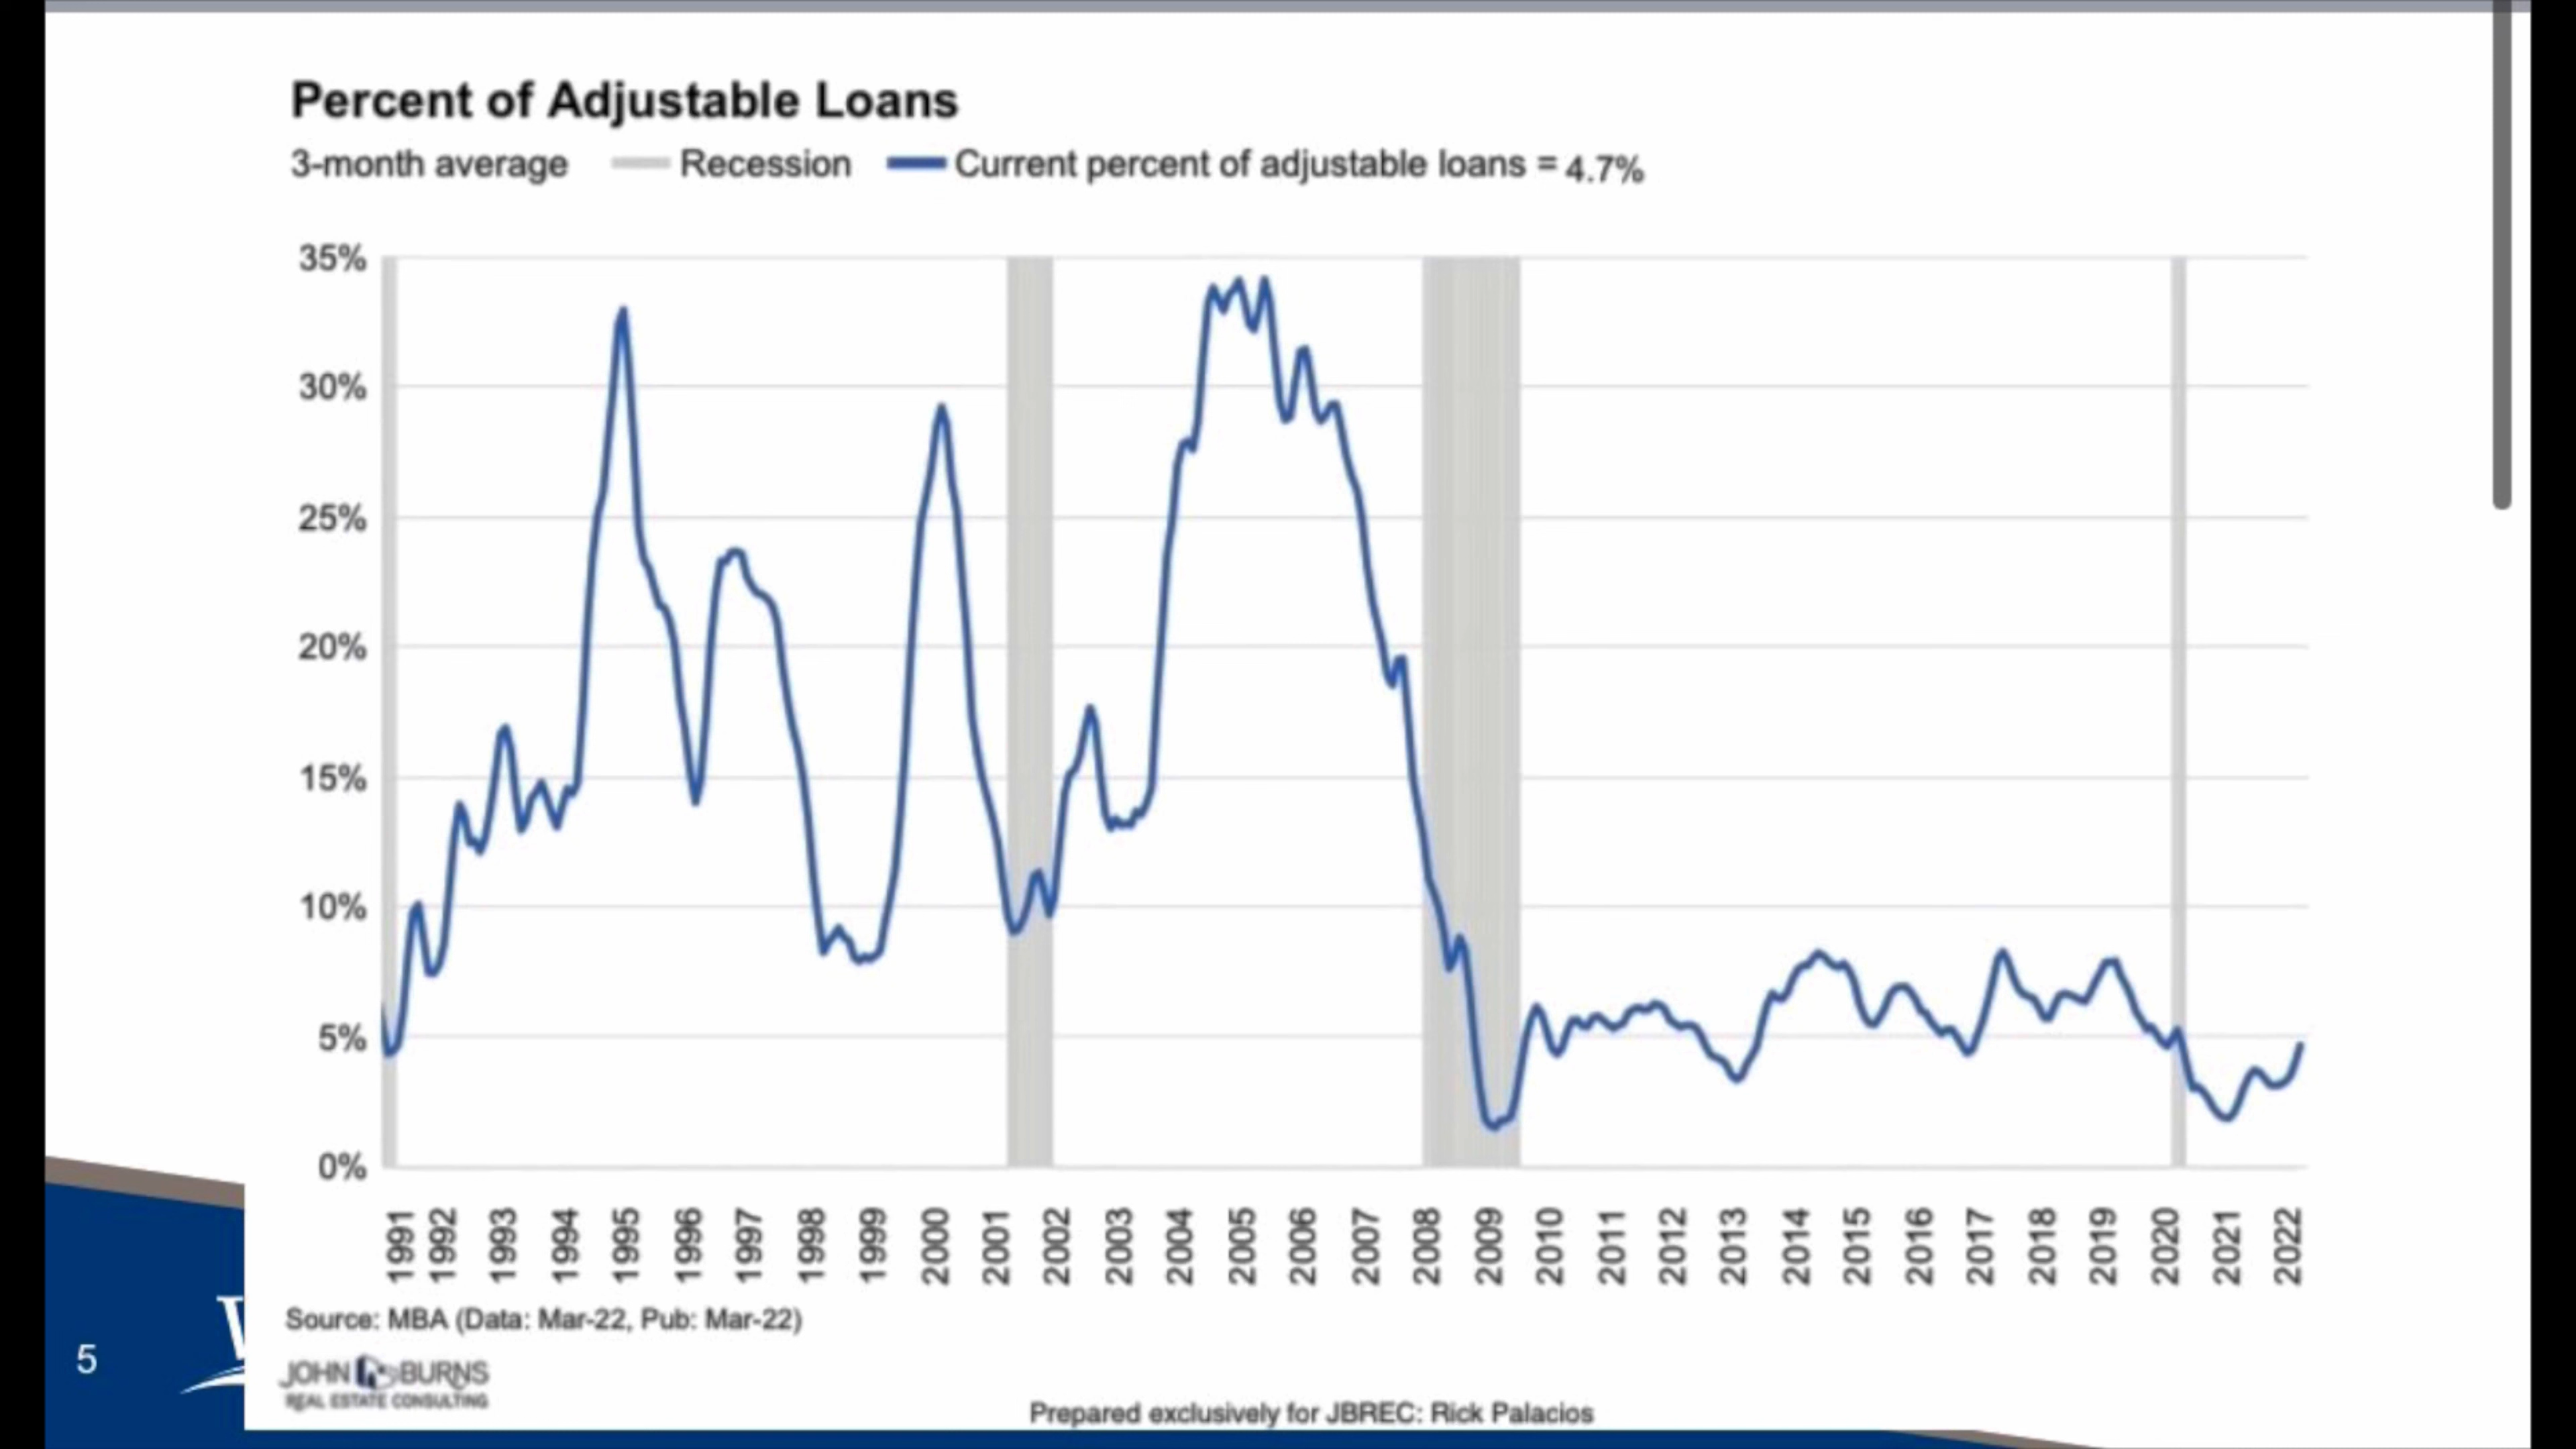 Percent of Adjustable Loans
3-month average Recession Current percent of adjustable loans = 4.7%
35%
30%
25%
20%
15%
10%
5%
0%
1991 1992 1993 1994 1995 1996 1997 1998 1999 2000 2001 2002 2003 2004 2005 2006 2007 2008 2009 2010 2011 2012 2013 2014 2015 2016 2017 2018 2019 2020 2021 2022
Source: MBA (Data: Mar-22, Pub: Mar-22)
5
JOHN BURNS
REAL ESTATE CONSULTING
Prepared exclusively for JBREC: Rick Palacios